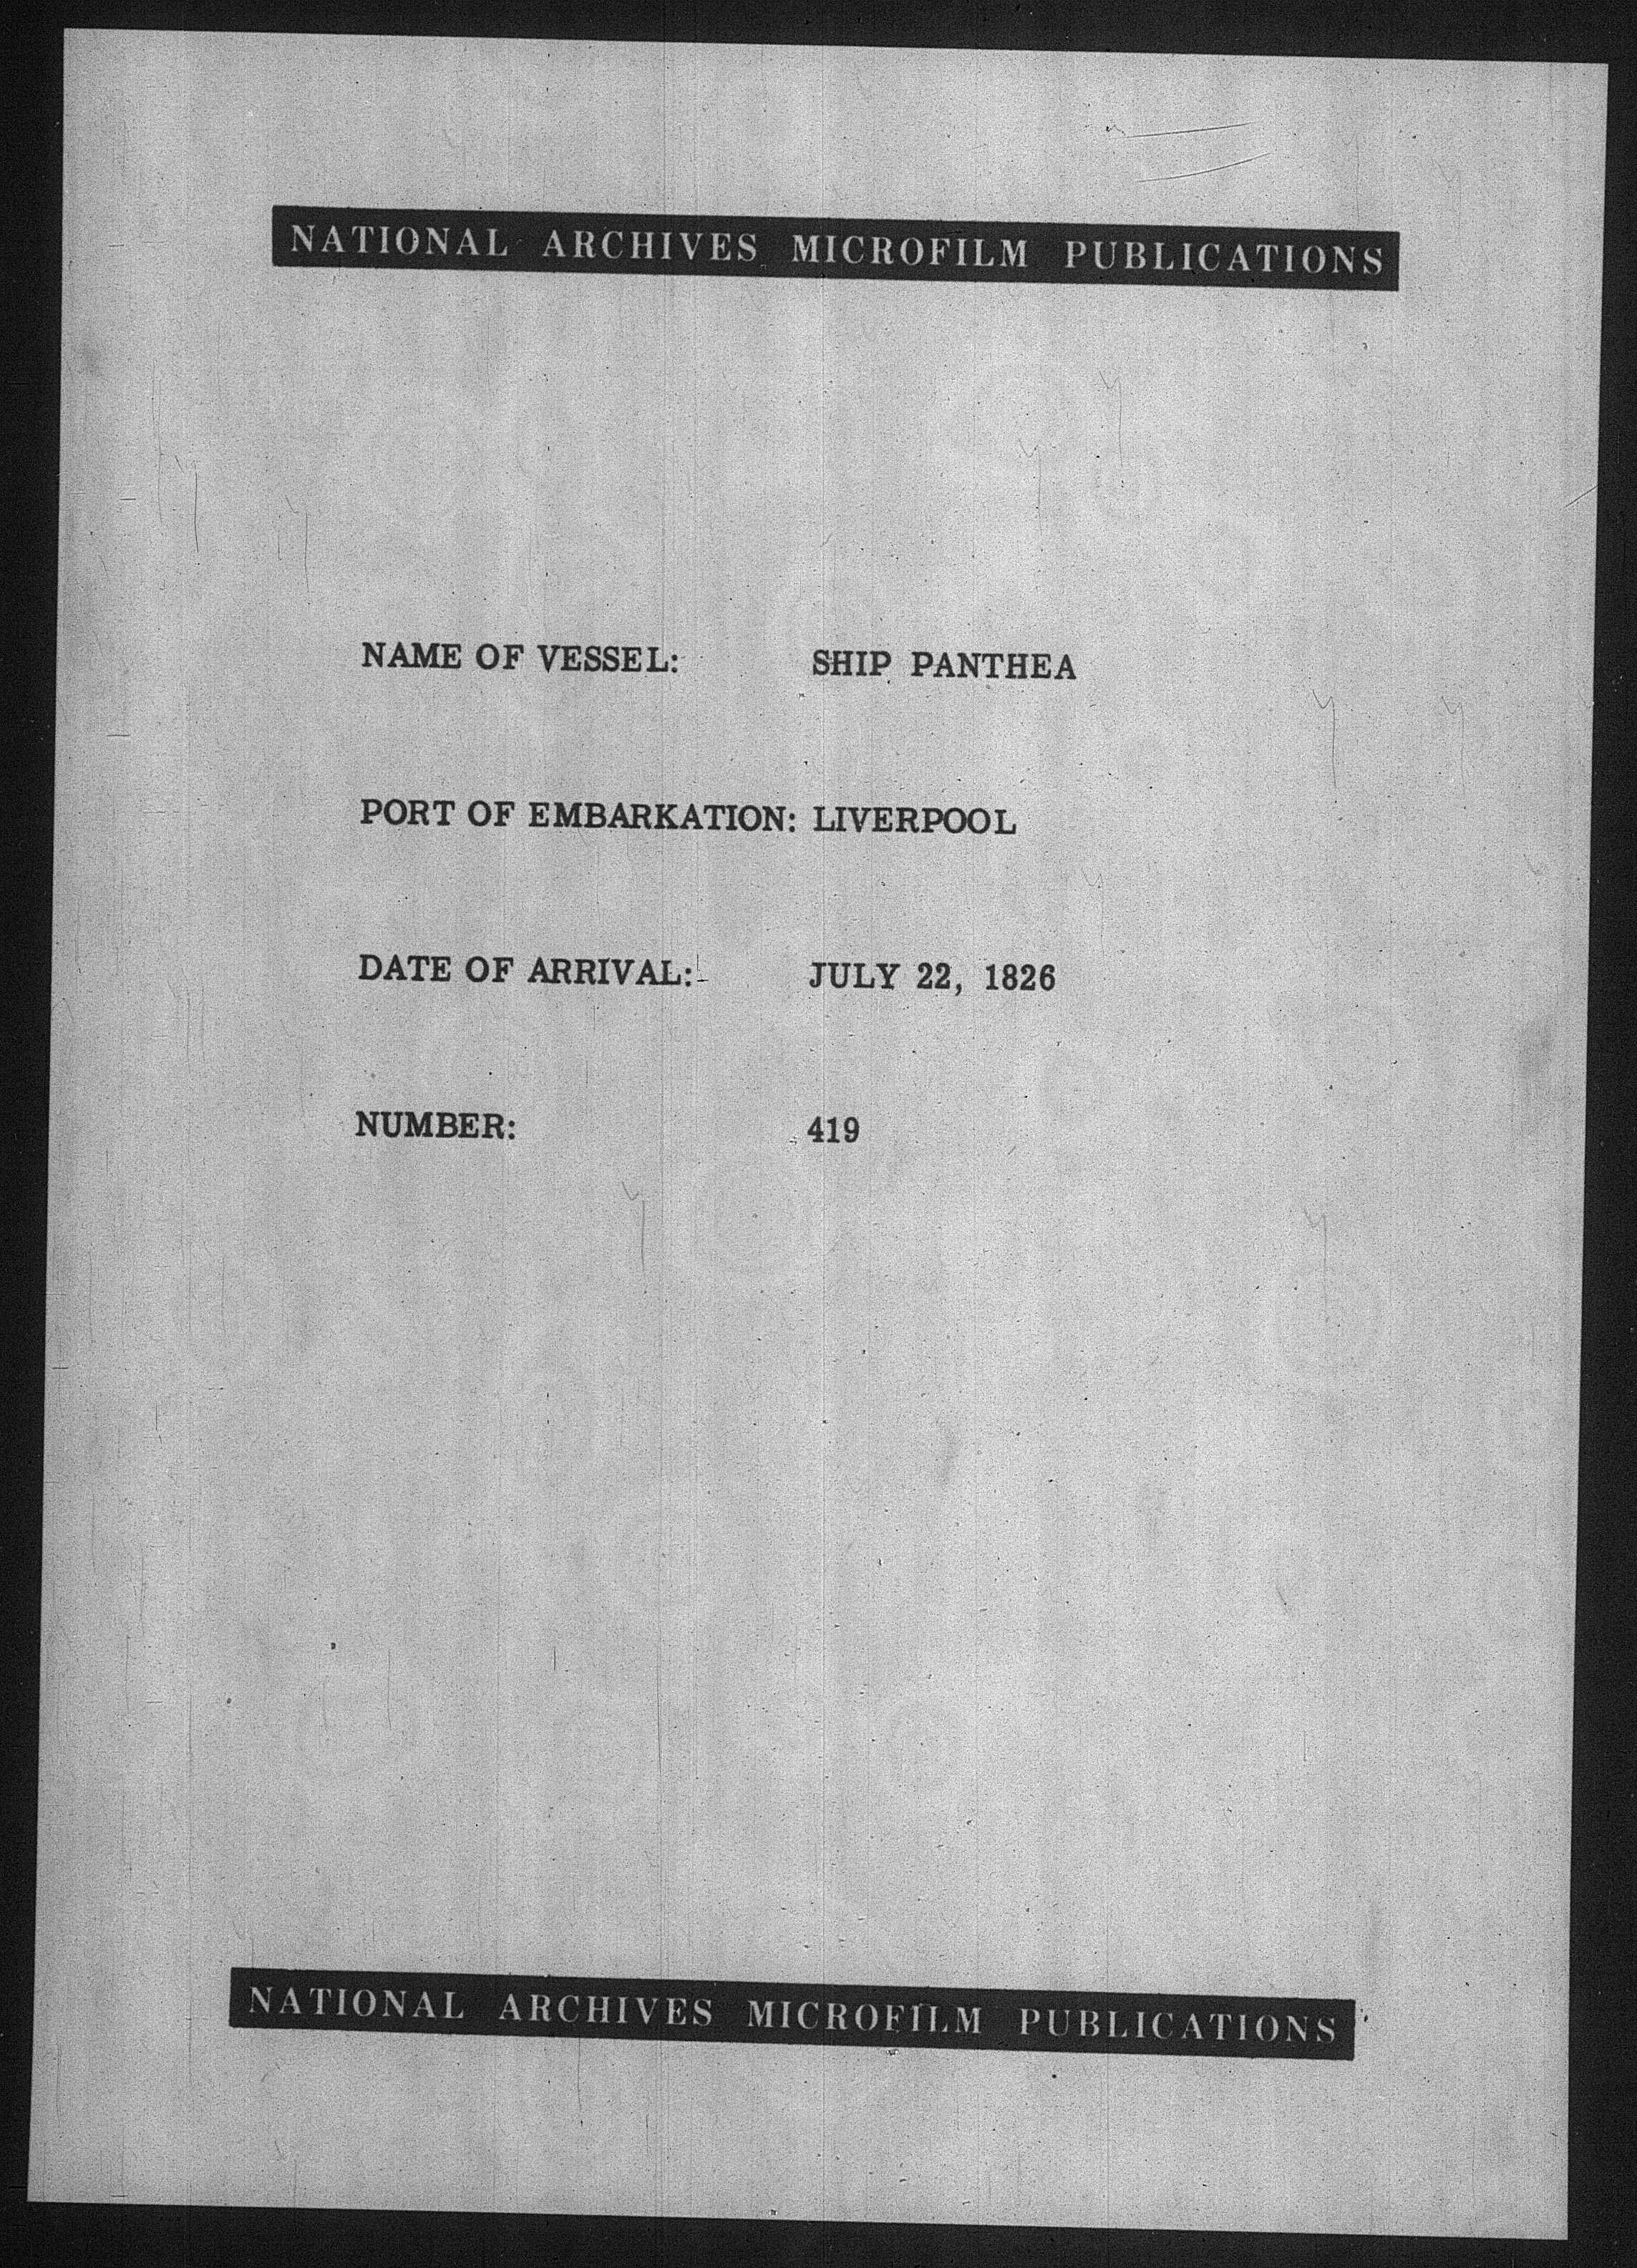 NATIONAL ARCHIVES MICROFILM PUBLICATIONS
NAME OF VESSEL: SHIP PANTHEA
PORT OF EMBARKATION: LIVERPOOL
DATE OF ARRIVAL: JULY 22, 1826
NUMBER: 419
NATIONAL ARCHIVES MICROFILM PUBLICATIONS